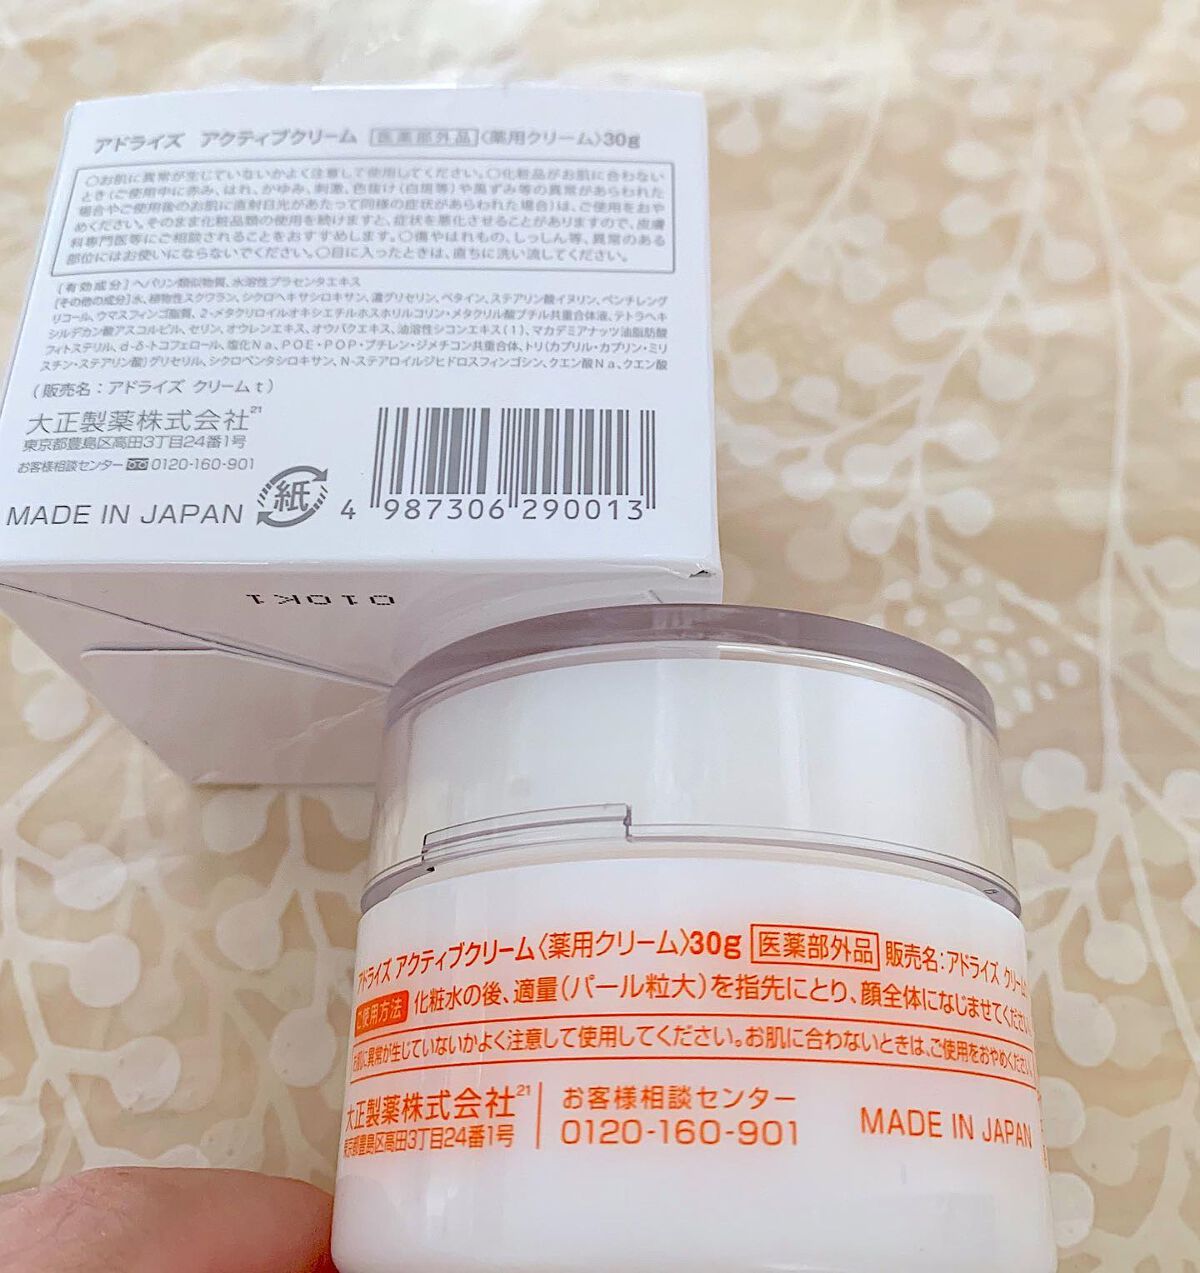 アドライズ アクティブクリーム 医薬部外品〈薬用クリーム〉30g
○お肌に異常が生じていないかよく注意して使用してください。○化粧品がお肌に合わない
とき(ご使用中に赤み、はれ、かゆみ、刺激、色抜け(白斑等)や黒ずみ等の異常があらわれた
場合やご使用後のお肌に直射日光があたって同様の症状があらわれた場合)は、ご使用をおや
めください。そのまま化粧品類の使用を続けますと、症状を悪化させることがありますので、皮膚
科専門医等にご相談されることをおすすめします。○傷やはれもの、しっしん等、異常のある
部位にはお使いにならないでください。○目に入ったときは、直ちに洗い流してください。
[有効成分]ヘパリン類似物質、水溶性プラセンタエキス
[その他の成分]水、植物性スクワラン、シクロヘキサシロキサン、濃グリセリン、ベタイン、ステアリン酸イヌリン、ペンチレング
リコール、ウマスフィンゴ脂質、2-メタクリロイルオキシエチルホスホリルコリン・メタクリル酸ブチル共重合体液、テトラヘキ
シルデカン酸アスコルビル、セリン、オウレンエキス、オウバクエキス、油溶性シコンエキス(1)、マカデミアナッツ油脂肪酸
フィトステリル、d-δ-トコフェロール、塩化Na、POE・POP・ブチレン・ジメチコン共重合体、トリ(カプリル・カプリン・ミリ
スチン・ステアリン酸)グリセリル、シクロペンタシロキサン、N-ステアロイルジヒドロスフィンゴシン、クエン酸Na、クエン酸
(販売名:アドライズ クリームt)
大正製薬株式会社21
東京都豊島区高田3丁目24番1号
お客様相談センター 0120-160-901
MADE IN JAPAN
紙
4 987306 290013
010K1
アドライズ アクティブクリーム〈薬用クリーム〉30g 医薬部外品 販売名:アドライズ クリーム
ご使用方法 化粧水の後、適量(パール粒大)を指先にとり、顔全体になじませてください。
お肌に異常が生じていないかよく注意して使用してください。お肌に合わないときは、ご使用をおやめください。
大正製薬株式会社21
東京都豊島区高田3丁目24番1号
お客様相談センター
0120-160-901
MADE IN JAPAN